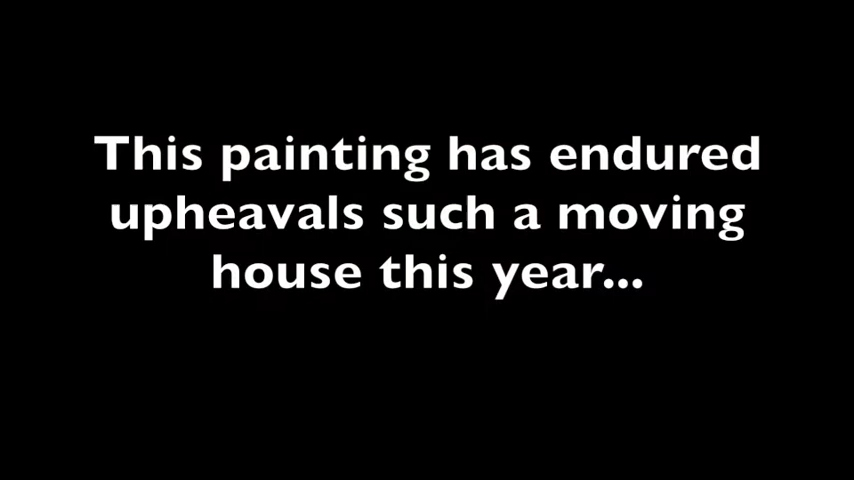 This painting has endured
upheavals such a moving
house this year...